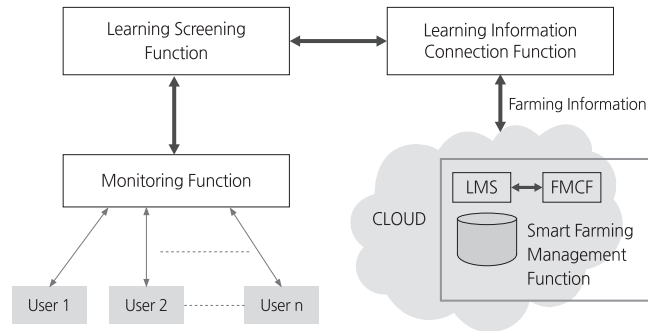 Learning Screening
Function
Learning Information
Connection Function
Farming Information
Monitoring Function
LMS
FMCF
CLOUD
Smart Farming
Management
Function
User 1
User 2
User n